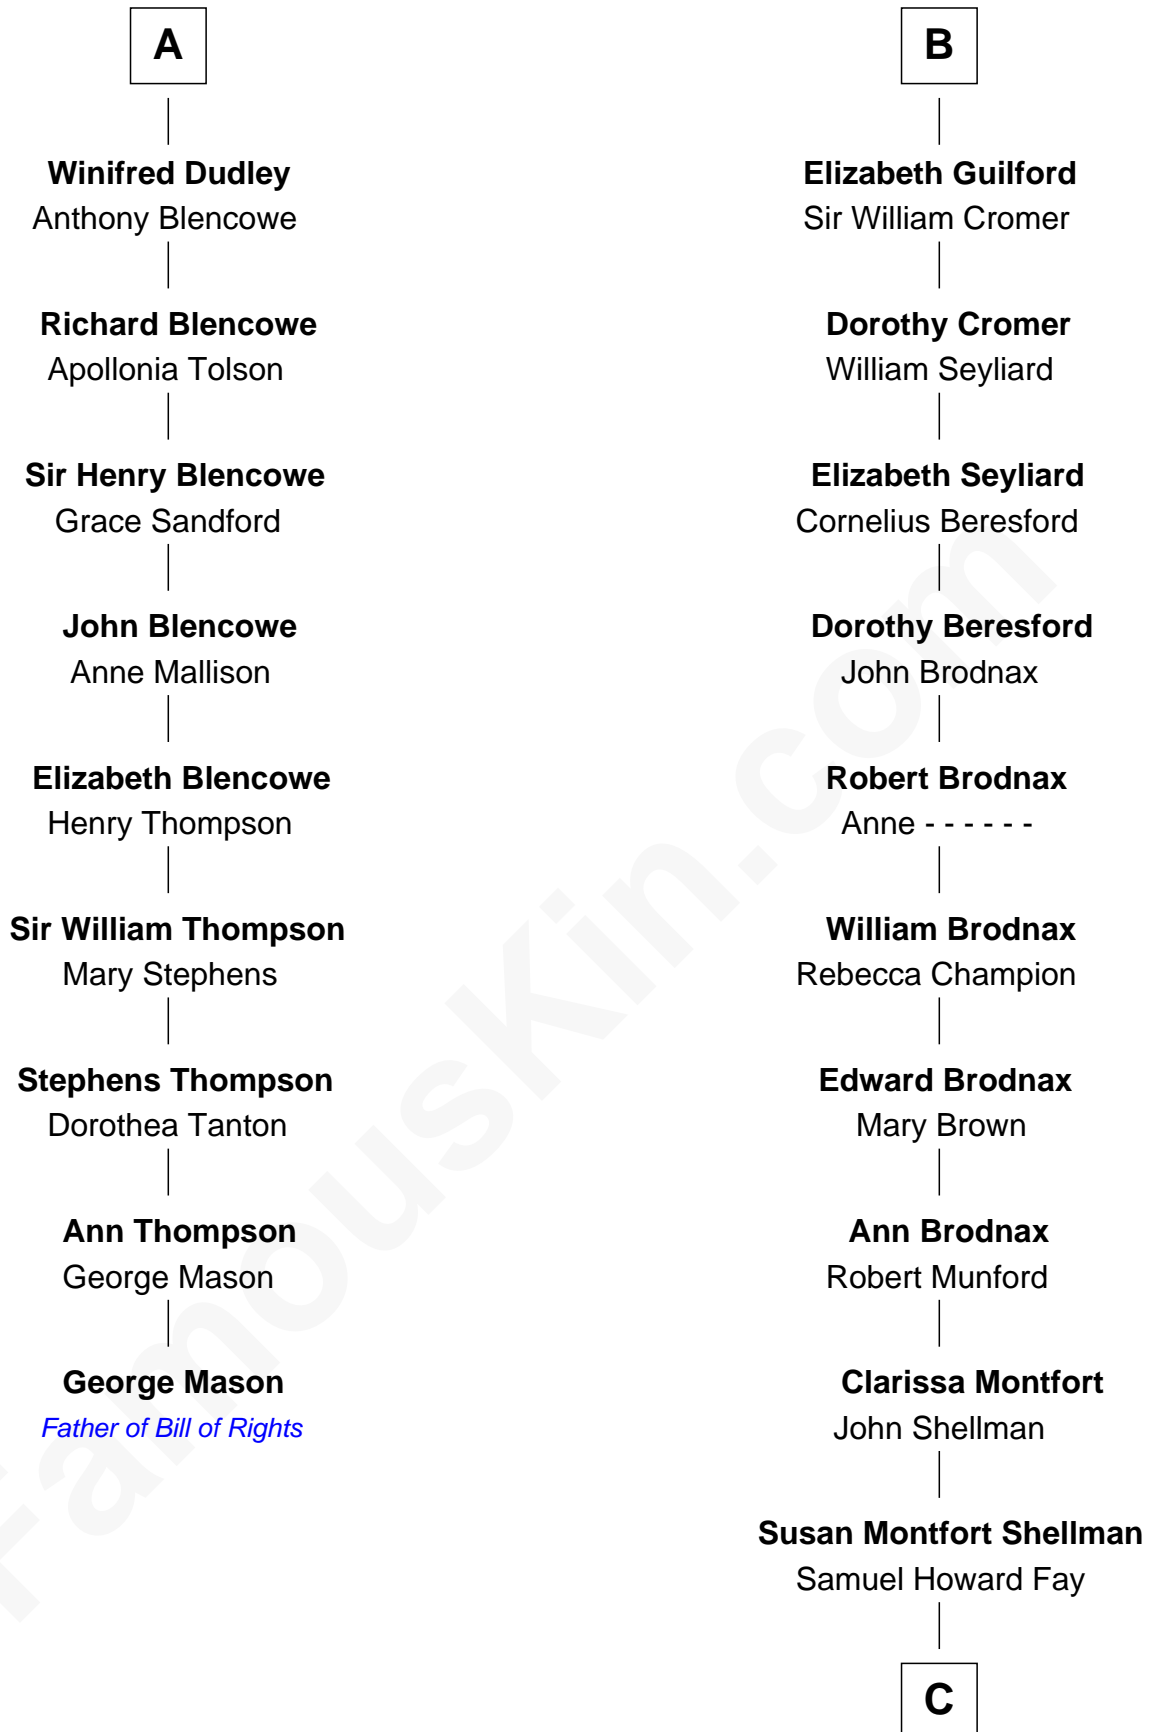 A
Winifred Dudley
Anthony Blencowe
Richard Blencowe
Apollonia Tolson
Sir Henry Blencowe
Grace Sandford
John Blencowe
Anne Mallison
Elizabeth Blencowe
Henry Thompson
Sir William Thompson
Mary Stephens
Stephens Thompson
Dorothea Tanton
Ann Thompson
George Mason
George Mason
Father of Bill of Rights
B
Elizabeth Guilford
Sir William Cromer
Dorothy Cromer
William Seyliard
Elizabeth Seyliard
Cornelius Beresford
Dorothy Beresford
John Brodnax
Robert Brodnax
Anne - - - - - -
William Brodnax
Rebecca Champion
Edward Brodnax
Mary Brown
Ann Brodnax
Robert Munford
Clarissa Montfort
John Shellman
Susan Montfort Shellman
Samuel Howard Fay
C
FamousKin.com